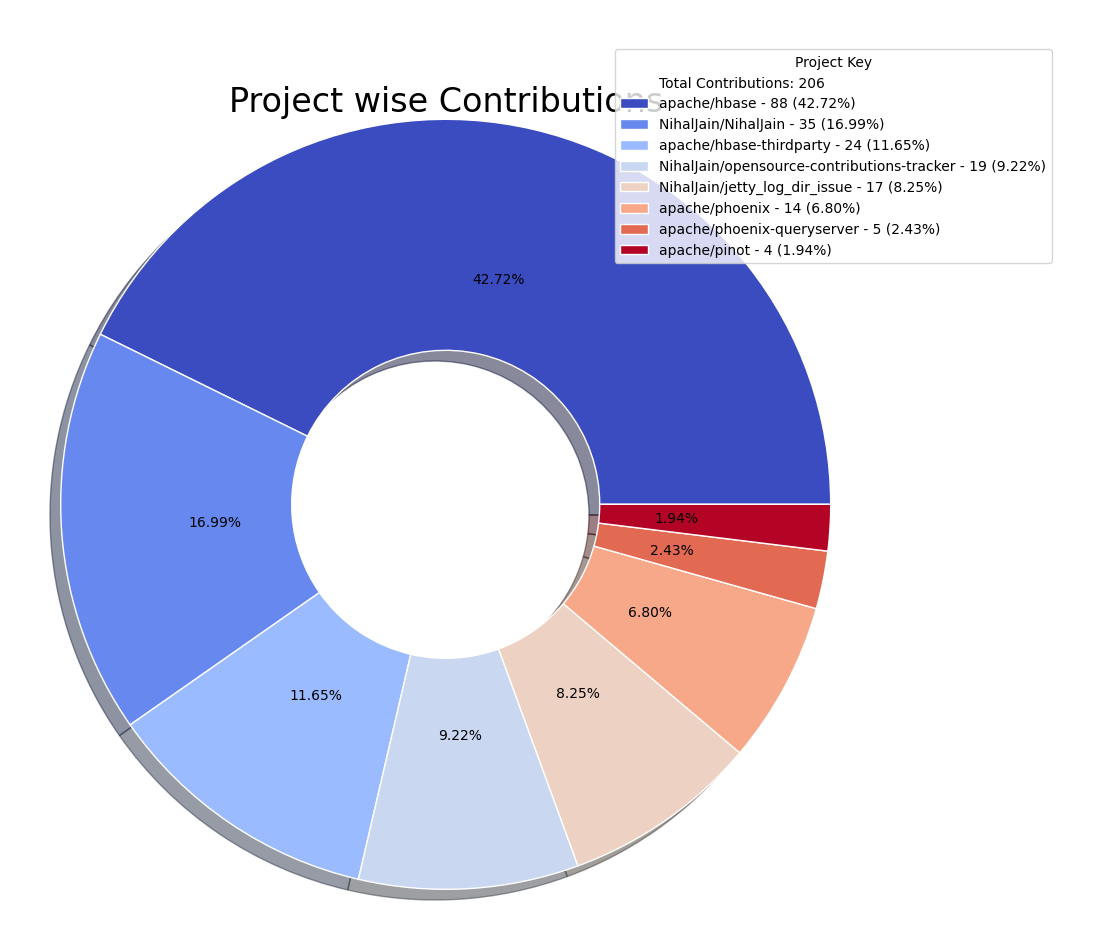 Project wise Contributions
Project Key
Total Contributions: 206
apache/hbase - 88 (42.72%)
NihalJain/NihalJain - 35 (16.99%)
apache/hbase-thirdparty - 24 (11.65%)
NihalJain/opensource-contributions-tracker - 19 (9.22%)
NihalJain/jetty_log_dir_issue - 17 (8.25%)
apache/phoenix - 14 (6.80%)
apache/phoenix-queryserver - 5 (2.43%)
apache/pinot - 4 (1.94%)
42.72%
16.99%
11.65%
9.22%
8.25%
6.80%
2.43%
1.94%